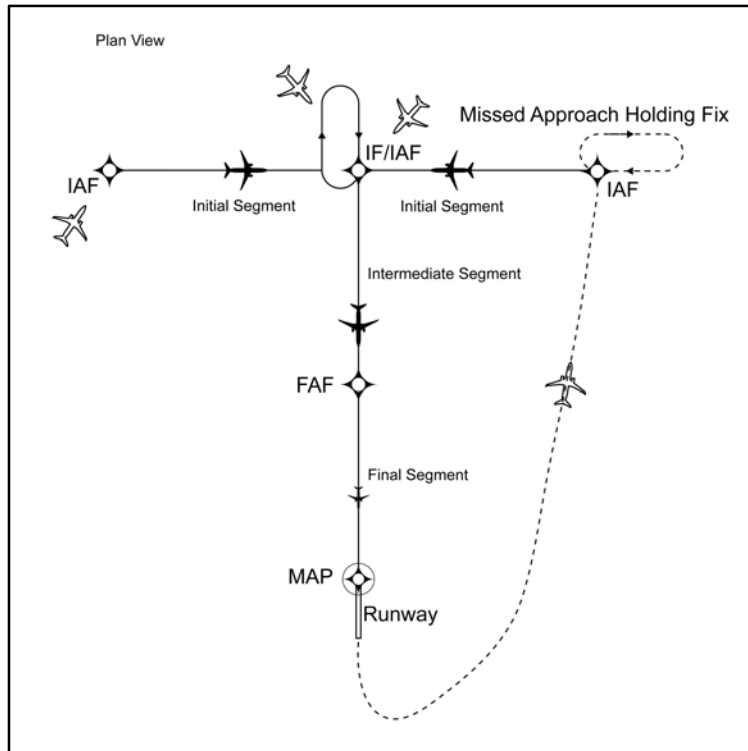 Plan View
Missed Approach Holding Fix
IF/IAF
IAF
IAF
Initial Segment
Initial Segment
Intermediate Segment
FAF
Final Segment
MAP
Runway